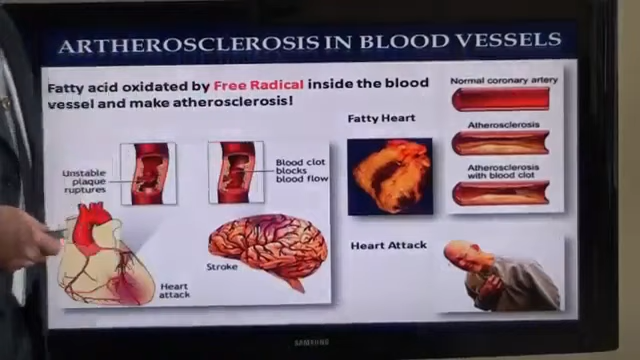 ARTHEROSCLEROSIS IN BLOOD VESSELS
Fatty acid oxidated by Free Radical inside the blood
vessel and make atherosclerosis!
Normal coronary artery
Fatty Heart
Atherosclerosis
Atherosclerosis
with blood clot
Unstable
plaque
ruptures
Blood clot
blocks
blood flow
Stroke
Heart
attack
Heart Attack
SAMSUNG